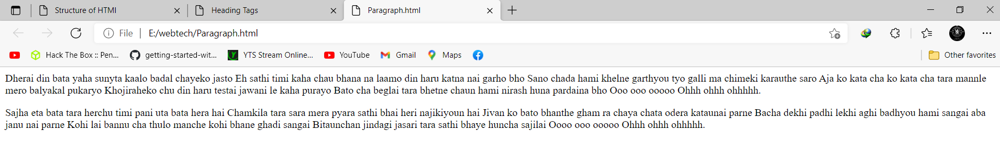 Structure of HTMl
Heading Tags
Paragraph.html
File
E:/webtech/Paragraph.html
Hack The Box :: Pen...
getting-started-wit...
YTS Stream Online...
YouTube
Gmail
Maps
Other favorites
Dherai din bata yaha sunyta kaalo badal chayeko jasto Eh sathi timi kaha chau bhana na laamo din haru katna nai garho bho Sano chada hami khelne garthyou tyo galli ma chimeki karauthe saro Aja ko kata cha ko kata cha tara mannle
mero balyakal pukaryo Khojiraheko chu din haru testai jawani le kaha purayo Bato cha beglai tara bhetne chaun hami nirash huna pardaina bho Ooo ooo ooooo Ohhh ohhh ohhhhh.
Sajha eta bata tara herchu timi pani uta bata hera hai Chamkila tara sara mera pyara sathi bhai heri najikiyoun hai Jivan ko bato bhanthe gham ra chaya chata odera kataunai parne Bacha dekhi padhi lekhi aghi badhyou hami sangai aba
janu nai parne Kohi lai bannu cha thulo manche kohi bhane ghadi sangai Bitaunchan jindagi jasari tara sathi bhaye huncha sajilai Oooo ooo ooooo Ohhh ohhh ohhhhh.